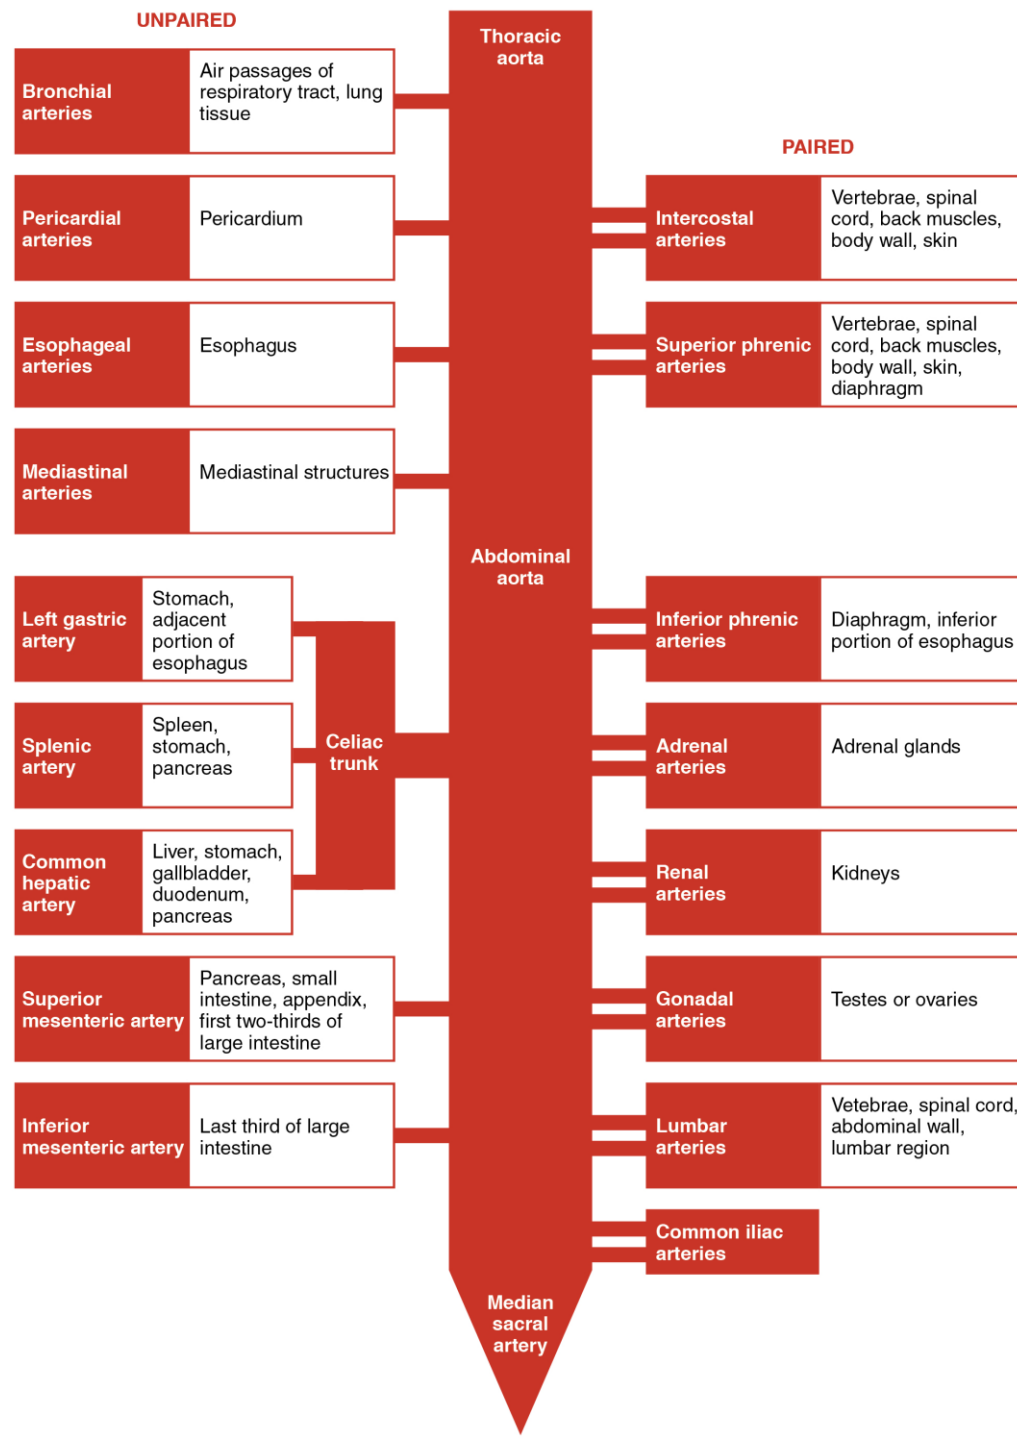 UNPAIRED
Thoracic
aorta
Bronchial
arteries
Air passages of
respiratory tract, lung
tissue
PAIRED
Pericardial
arteries
Pericardium
Intercostal
arteries
Vertebrae, spinal
cord, back muscles,
body wall, skin
Esophageal
arteries
Esophagus
Superior phrenic
arteries
Vertebrae, spinal
cord, back muscles,
body wall, skin,
diaphragm
Mediastinal
arteries
Mediastinal structures
Abdominal
aorta
Left gastric
artery
Stomach,
adjacent
portion of
esophagus
Inferior phrenic
arteries
Diaphragm, inferior
portion of esophagus
Splenic
artery
Spleen,
stomach,
pancreas
Celiac
trunk
Adrenal
arteries
Adrenal glands
Common
hepatic
artery
Liver, stomach,
gallbladder,
duodenum,
pancreas
Renal
arteries
Kidneys
Superior
mesenteric artery
Pancreas, small
intestine, appendix,
first two-thirds of
large intestine
Gonadal
arteries
Testes or ovaries
Inferior
mesenteric artery
Last third of large
intestine
Lumbar
arteries
Vetebrae, spinal cord,
abdominal wall,
lumbar region
Common iliac
arteries
Median
sacral
artery